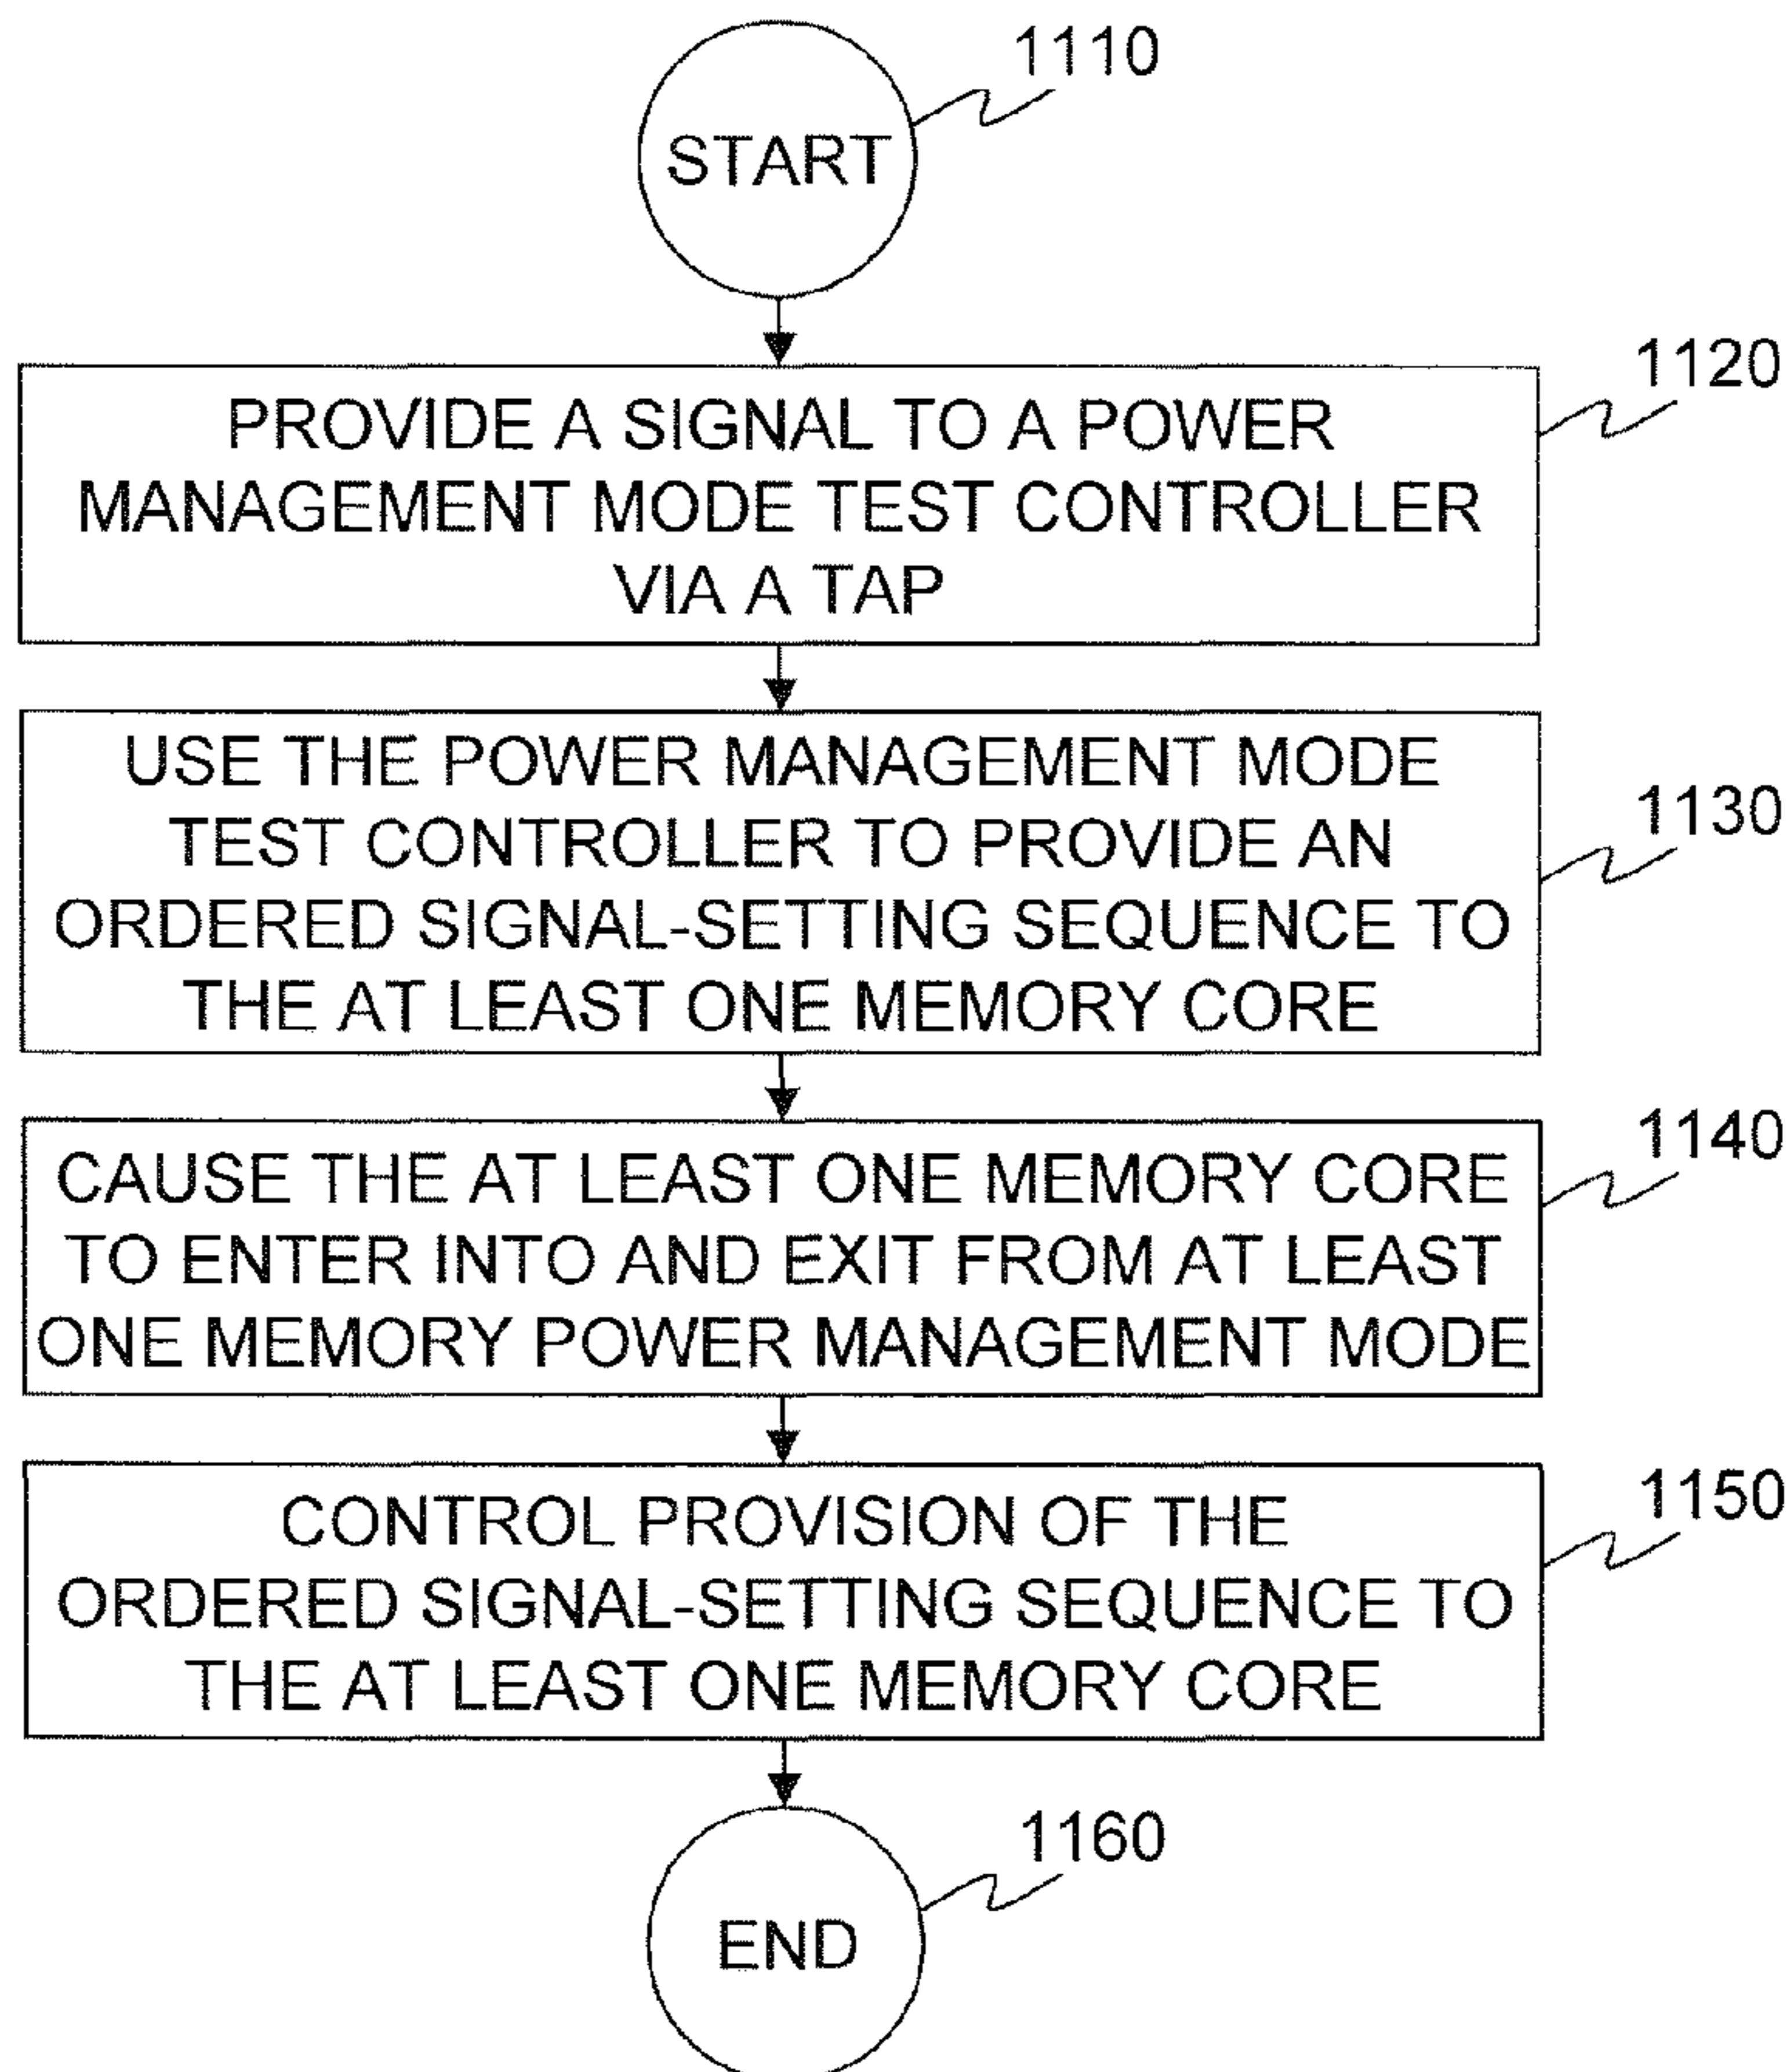 1110
START
1120
PROVIDE A SIGNAL TO A POWER
MANAGEMENT MODE TEST CONTROLLER
VIA A TAP
1130
USE THE POWER MANAGEMENT MODE
TEST CONTROLLER TO PROVIDE AN
ORDERED SIGNAL-SETTING SEQUENCE TO
THE AT LEAST ONE MEMORY CORE
1140
CAUSE THE AT LEAST ONE MEMORY CORE
TO ENTER INTO AND EXIT FROM AT LEAST
ONE MEMORY POWER MANAGEMENT MODE
1150
CONTROL PROVISION OF THE
ORDERED SIGNAL-SETTING SEQUENCE TO
THE AT LEAST ONE MEMORY CORE
1160
END